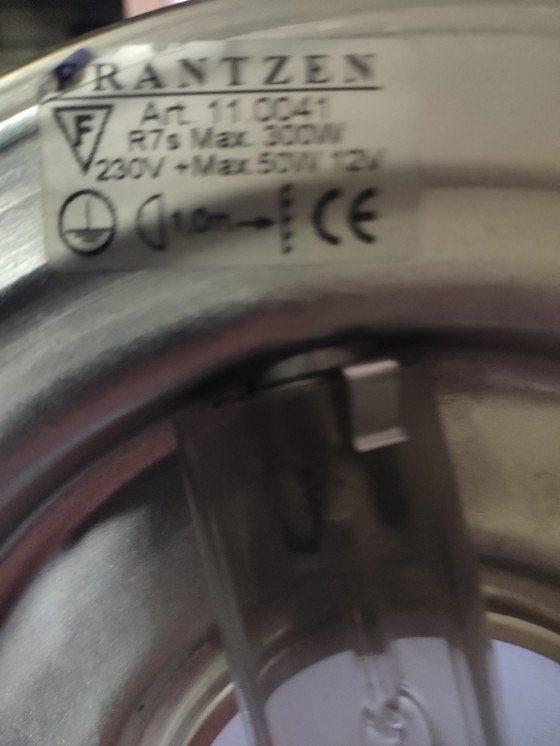 FRANTZEN
Art. 11.0041
F
R7s Max. 300W
230V +Max.50W 12V
1,0m
CE